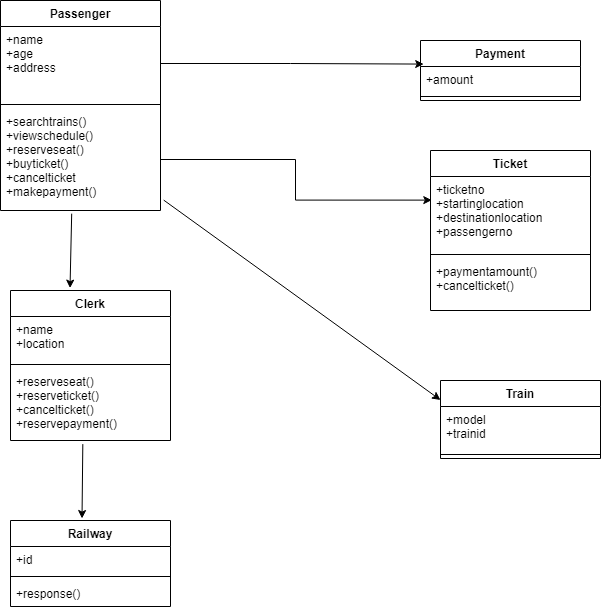 Passenger
+name
+age
+address
+searchtrains()
+viewschedule()
+reserveseat()
+buyticket()
+cancelticket
+makepayment()
Payment
+amount
Ticket
+ticketno
+startinglocation
+destinationlocation
+passengerno
+paymentamount()
+cancelticket()
Clerk
+name
+location
+reserveseat()
+reserveticket()
+cancelticket()
+reservepayment()
Train
+model
+trainid
Railway
+id
+response()